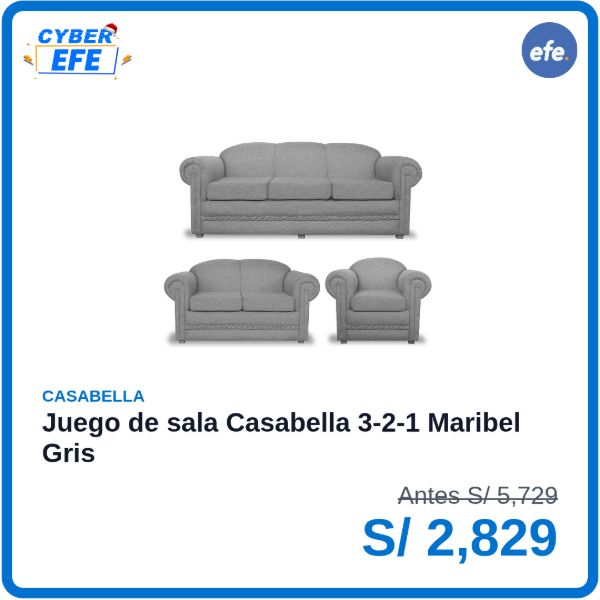 CYBER
EFE
efe.
CASABELLA
Juego de sala Casabella 3-2-1 Maribel
Gris
Antes S/ 5,729
S/ 2,829